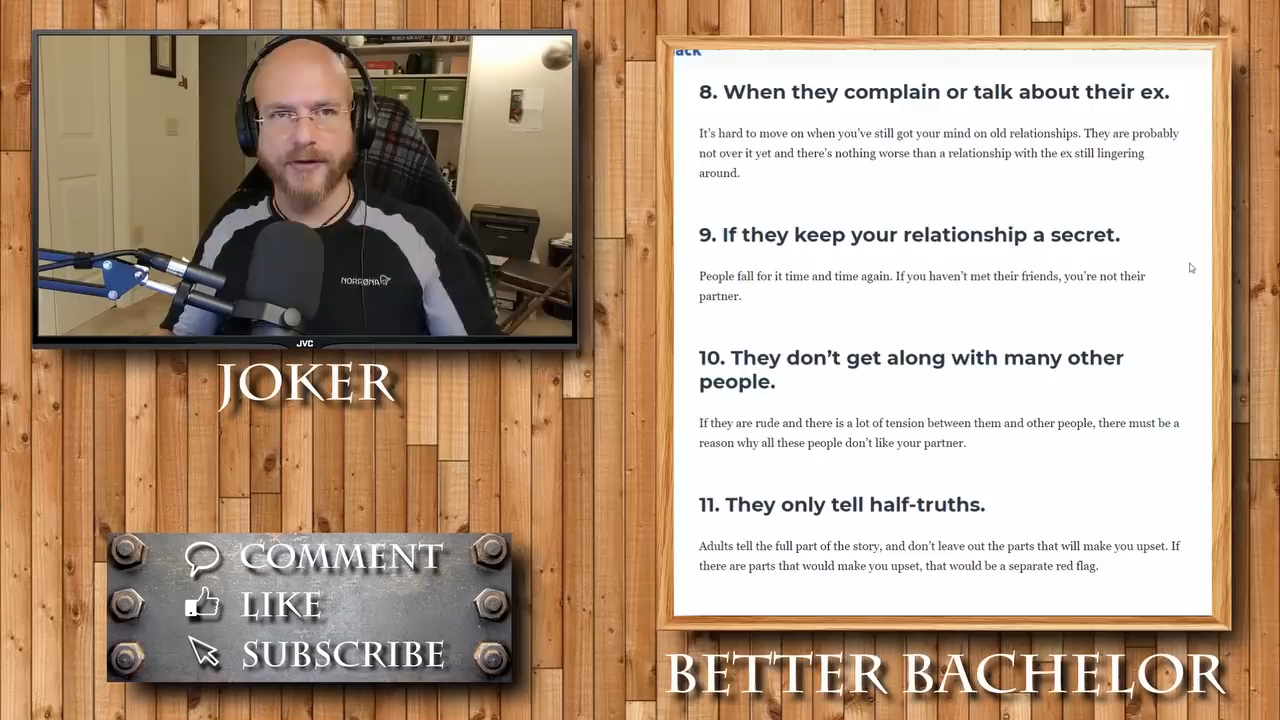 JVC
JOKER
COMMENT
LIKE
SUBSCRIBE
ack
8. When they complain or talk about their ex.
It's hard to move on when you've still got your mind on old relationships. They are probably
not over it yet and there's nothing worse than a relationship with the ex still lingering
around.
9. If they keep your relationship a secret.
People fall for it time and time again. If you haven't met their friends, you're not their
partner.
10. They don't get along with many other
people.
If they are rude and there is a lot of tension between them and other people, there must be a
reason why all these people don't like your partner.
11. They only tell half-truths.
Adults tell the full part of the story, and don't leave out the parts that will make you upset. If
there are parts that would make you upset, that would be a separate red flag.
BETTER BACHELOR
NORRØNA